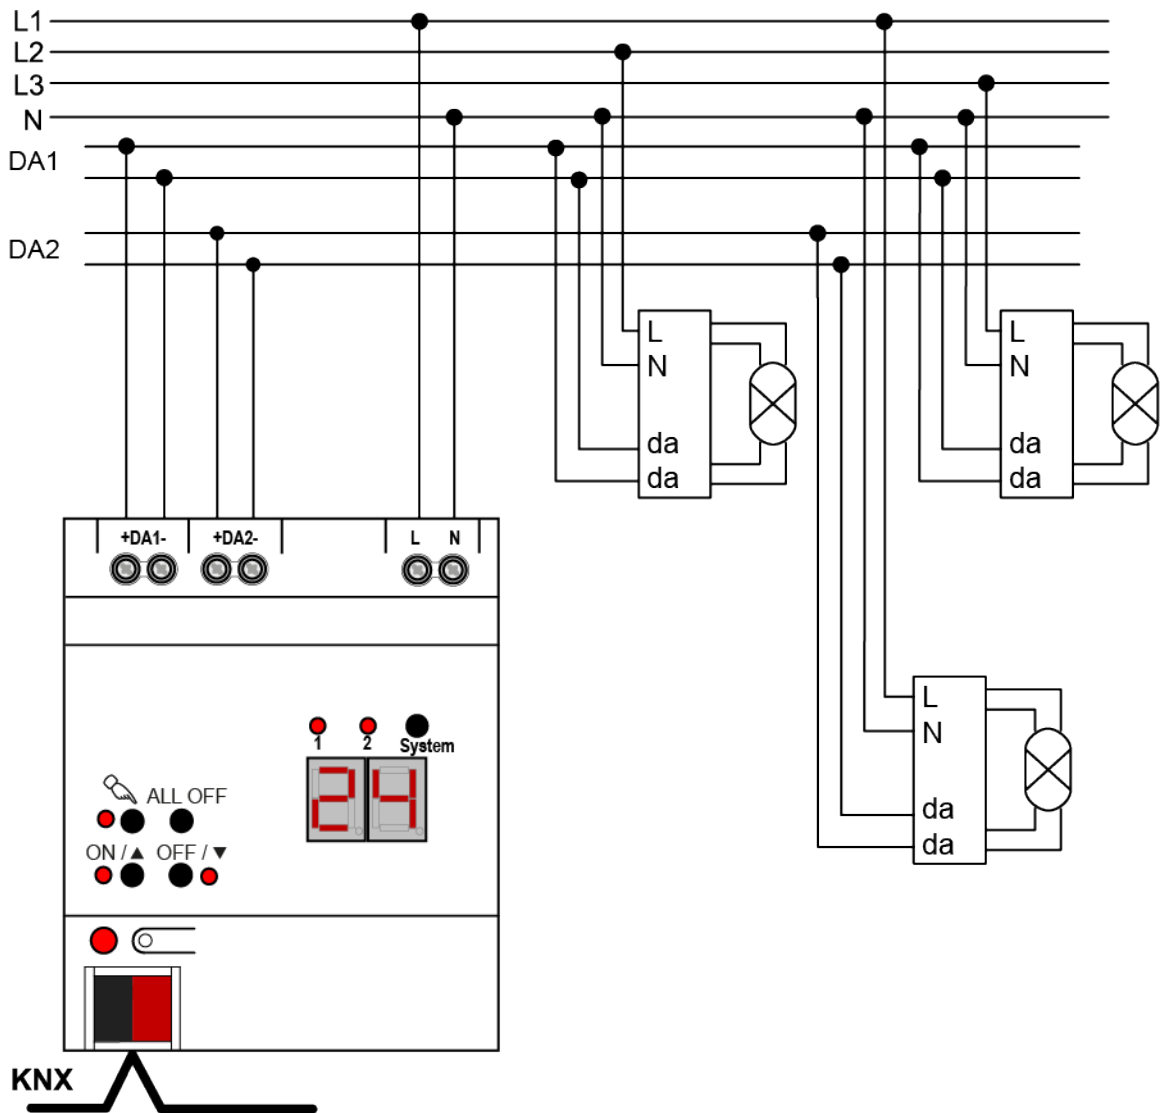 L1
L2
L3
N
DA1
DA2
L
N
da
da
L
N
da
da
+DA1- +DA2- L N
L
N
da
da
1 2 System
24
ALL OFF
ON / ▲ OFF / ▼
KNX